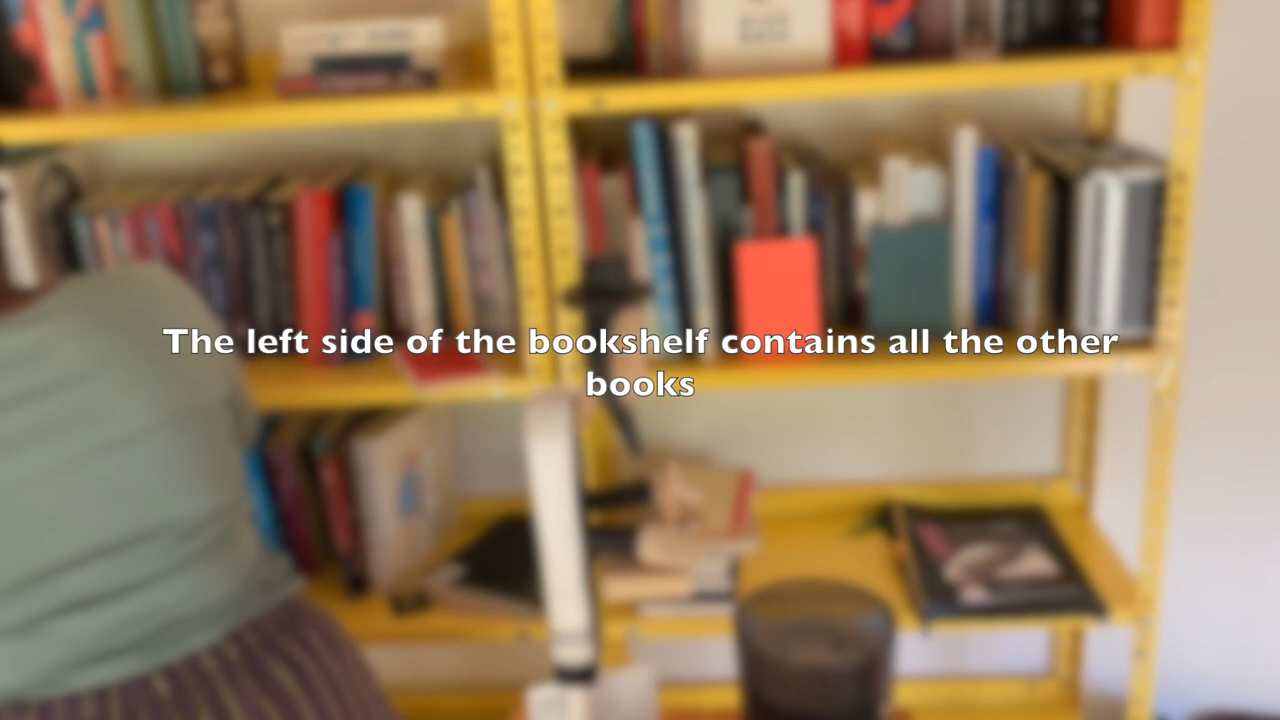 The left side of the bookshelf contains all the other
books